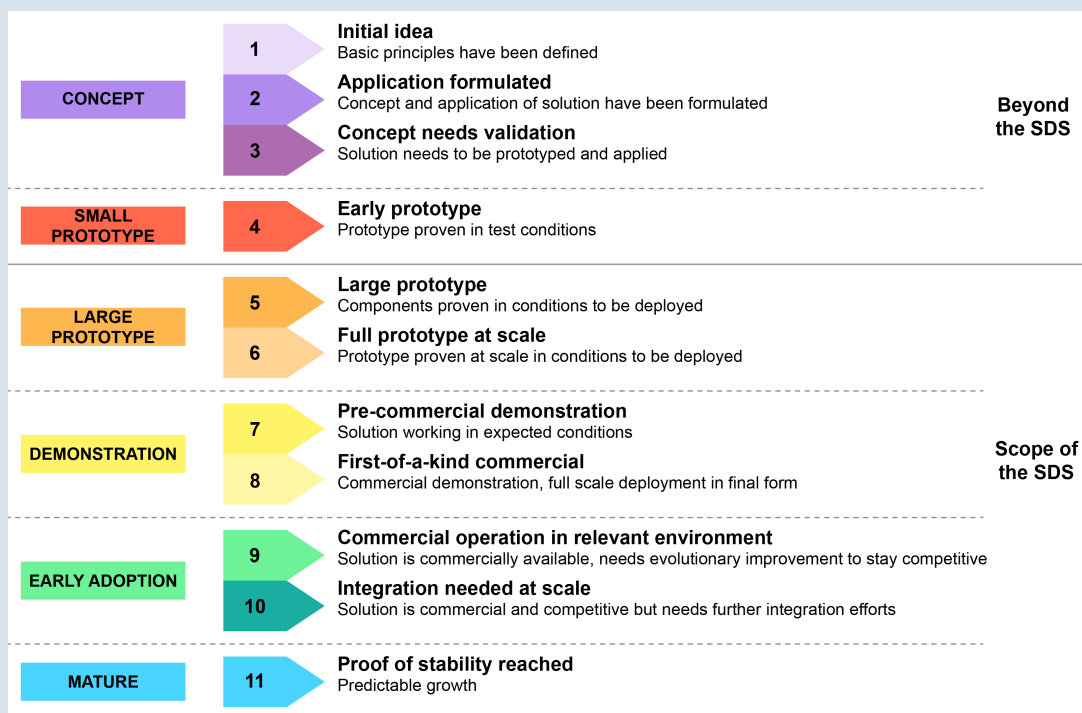 CONCEPT
1
Initial idea
Basic principles have been defined
2
Application formulated
Concept and application of solution have been formulated
3
Concept needs validation
Solution needs to be prototyped and applied
Beyond
the SDS
SMALL
PROTOTYPE
4
Early prototype
Prototype proven in test conditions
LARGE
PROTOTYPE
5
Large prototype
Components proven in conditions to be deployed
6
Full prototype at scale
Prototype proven at scale in conditions to be deployed
DEMONSTRATION
7
Pre-commercial demonstration
Solution working in expected conditions
8
First-of-a-kind commercial
Commercial demonstration, full scale deployment in final form
Scope of
the SDS
EARLY ADOPTION
9
Commercial operation in relevant environment
Solution is commercially available, needs evolutionary improvement to stay competitive
10
Integration needed at scale
Solution is commercial and competitive but needs further integration efforts
MATURE
11
Proof of stability reached
Predictable growth